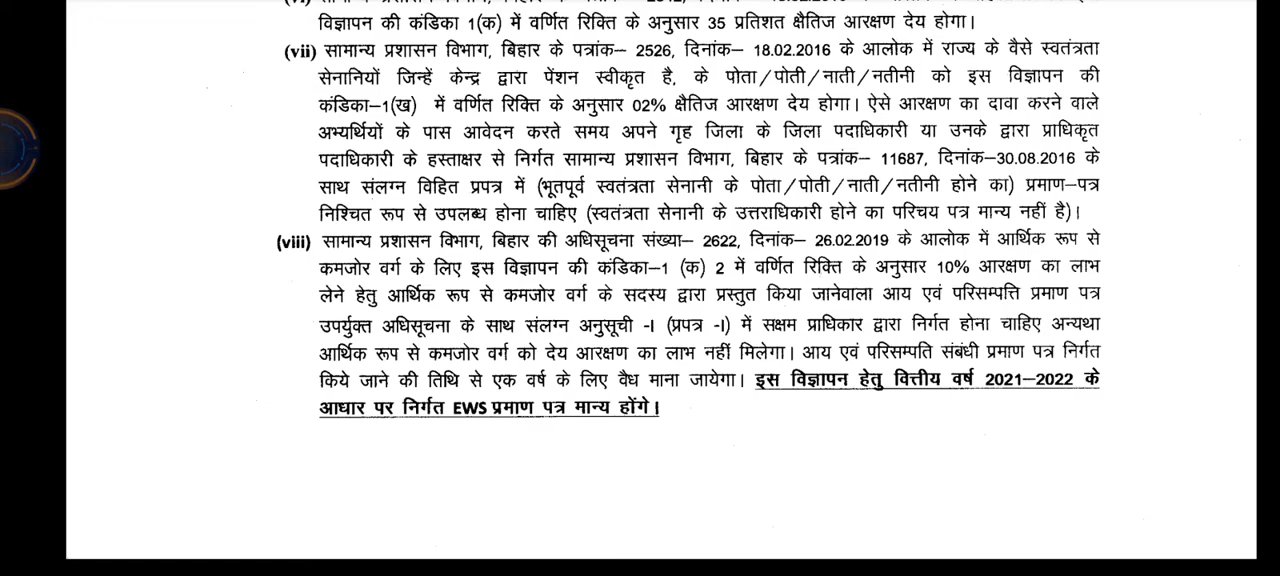 विज्ञापन की कंडिका 1(क) में वर्णित रिक्ति के अनुसार 35 प्रतिशत क्षैतिज आरक्षण देय होगा।
(vii) सामान्य प्रशासन विभाग, बिहार के पत्रांक– 2526, दिनांक– 18.02.2016 के आलोक में राज्य के वैसे स्वतंत्रता
सेनानियों जिन्हें केन्द्र द्वारा पेंशन स्वीकृत है, के पोता/पोती/नाती/नतीनी को इस विज्ञापन की
कंडिका–1(ख) में वर्णित रिक्ति के अनुसार 02% क्षैतिज आरक्षण देय होगा। ऐसे आरक्षण का दावा करने वाले
अभ्यर्थियों के पास आवेदन करते समय अपने गृह जिला के जिला पदाधिकारी या उनके द्वारा प्राधिकृत
पदाधिकारी के हस्ताक्षर से निर्गत सामान्य प्रशासन विभाग, बिहार के पत्रांक– 11687, दिनांक–30.08.2016 के
साथ संलग्न विहित प्रपत्र में (भूतपूर्व स्वतंत्रता सेनानी के पोता/पोती/नाती/नतीनी होने का) प्रमाण–पत्र
निश्चित रूप से उपलब्ध होना चाहिए (स्वतंत्रता सेनानी के उत्तराधिकारी होने का परिचय पत्र मान्य नहीं है)।
(viii) सामान्य प्रशासन विभाग, बिहार की अधिसूचना संख्या– 2622, दिनांक– 26.02.2019 के आलोक में आर्थिक रूप से
कमजोर वर्ग के लिए इस विज्ञापन की कंडिका–1 (क) 2 में वर्णित रिक्ति के अनुसार 10% आरक्षण का लाभ
लेने हेतु आर्थिक रूप से कमजोर वर्ग के सदस्य द्वारा प्रस्तुत किया जानेवाला आय एवं परिसम्पत्ति प्रमाण पत्र
उपर्युक्त अधिसूचना के साथ संलग्न अनुसूची -I (प्रपत्र -I) में सक्षम प्राधिकार द्वारा निर्गत होना चाहिए अन्यथा
आर्थिक रूप से कमजोर वर्ग को देय आरक्षण का लाभ नहीं मिलेगा। आय एवं परिसम्पति संबंधी प्रमाण पत्र निर्गत
किये जाने की तिथि से एक वर्ष के लिए वैध माना जायेगा। इस विज्ञापन हेतु वित्तीय वर्ष 2021–2022 के
आधार पर निर्गत EWS प्रमाण पत्र मान्य होंगे।